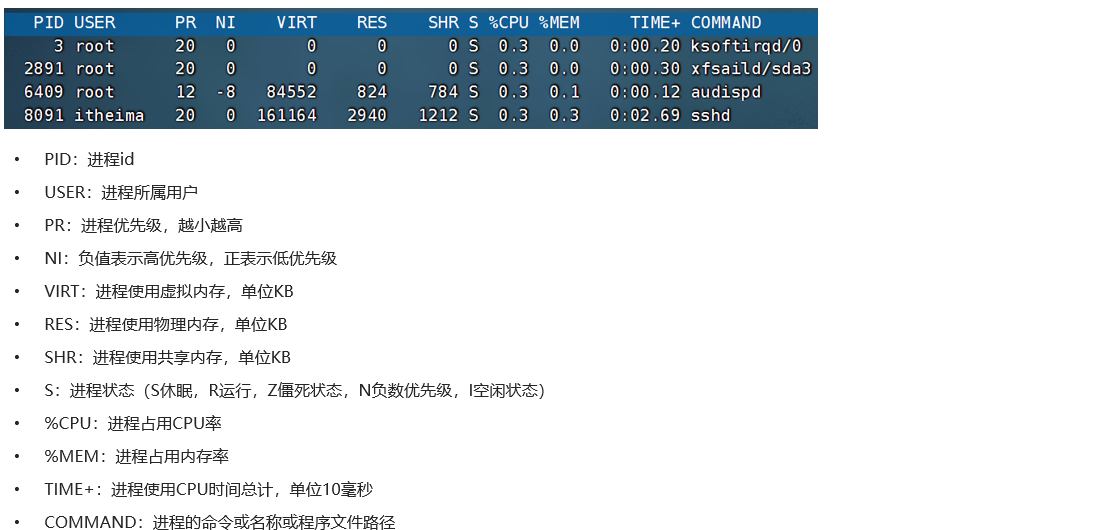 PID USER PR NI VIRT RES SHR S %CPU %MEM TIME+ COMMAND
3 root 20 0 0 0 0 S 0.3 0.0 0:00.20 ksoftirqd/0
2891 root 20 0 0 0 0 S 0.3 0.0 0:00.30 xfsaild/sda3
6409 root 12 -8 84552 824 784 S 0.3 0.1 0:00.12 audispd
8091 itheima 20 0 161164 2940 1212 S 0.3 0.3 0:02.69 sshd
• PID：进程id
• USER：进程所属用户
• PR：进程优先级，越小越高
• NI：负值表示高优先级，正表示低优先级
• VIRT：进程使用虚拟内存，单位KB
• RES：进程使用物理内存，单位KB
• SHR：进程使用共享内存，单位KB
• S：进程状态（S休眠，R运行，Z僵死状态，N负数优先级，I空闲状态）
• %CPU：进程占用CPU率
• %MEM：进程占用内存率
• TIME+：进程使用CPU时间总计，单位10毫秒
• COMMAND：进程的命令或名称或程序文件路径